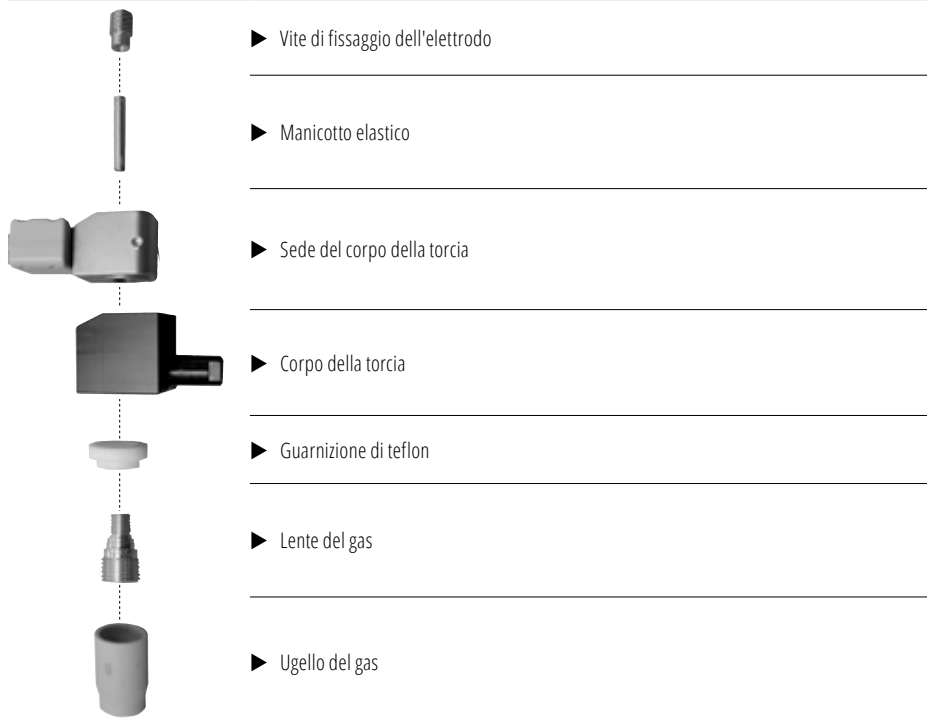 ▶ Vite di fissaggio dell'elettrodo
▶ Manicotto elastico
▶ Sede del corpo della torcia
▶ Corpo della torcia
▶ Guarnizione di teflon
▶ Lente del gas
▶ Ugello del gas